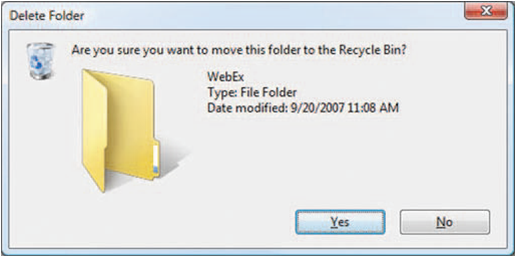 Delete Folder
Are you sure you want to move this folder to the Recycle Bin?
WebEx
Type: File Folder
Date modified: 9/20/2007 11:08 AM
Yes
No